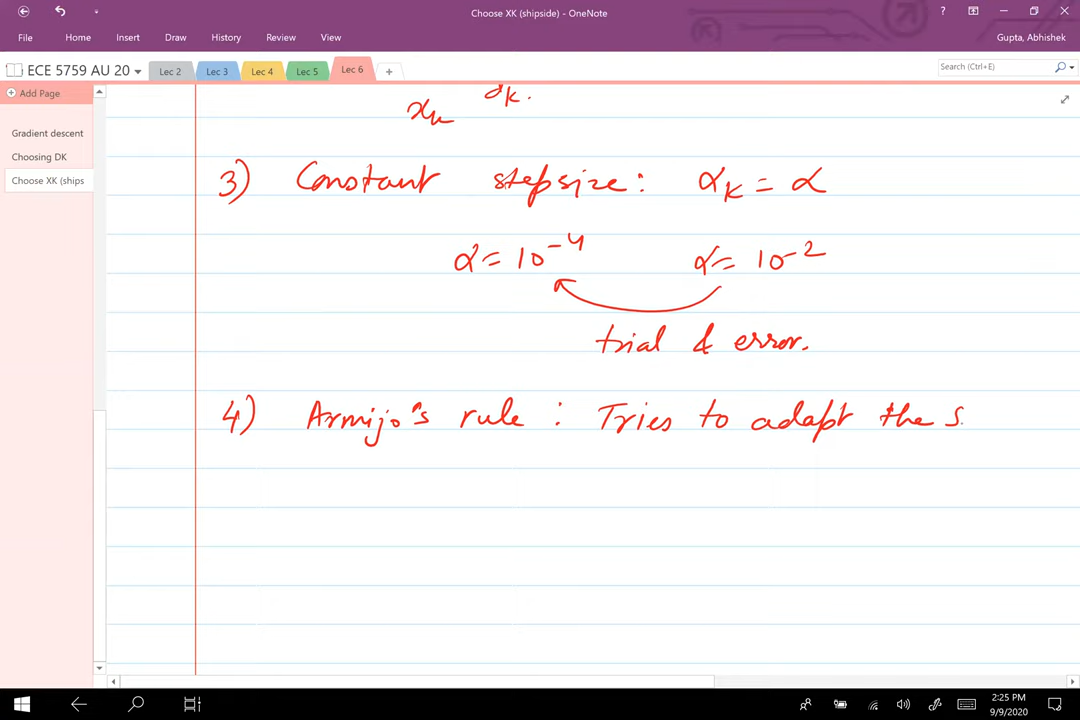 Choose XK (shipside) - OneNote
File Home Insert Draw History Review View
Gupta, Abhishek
ECE 5759 AU 20
Lec 2 Lec 3 Lec 4 Lec 5 Lec 6
Search (Ctrl+E)
Add Page
Gradient descent
Choosing DK
Choose XK (ships
x_k d_k.
3) Constant stepsize: α_k = α
α = 10^-4 α = 10^-2
trial & error.
4) Armijo's rule : Tries to adapt the s
2:25 PM
9/9/2020